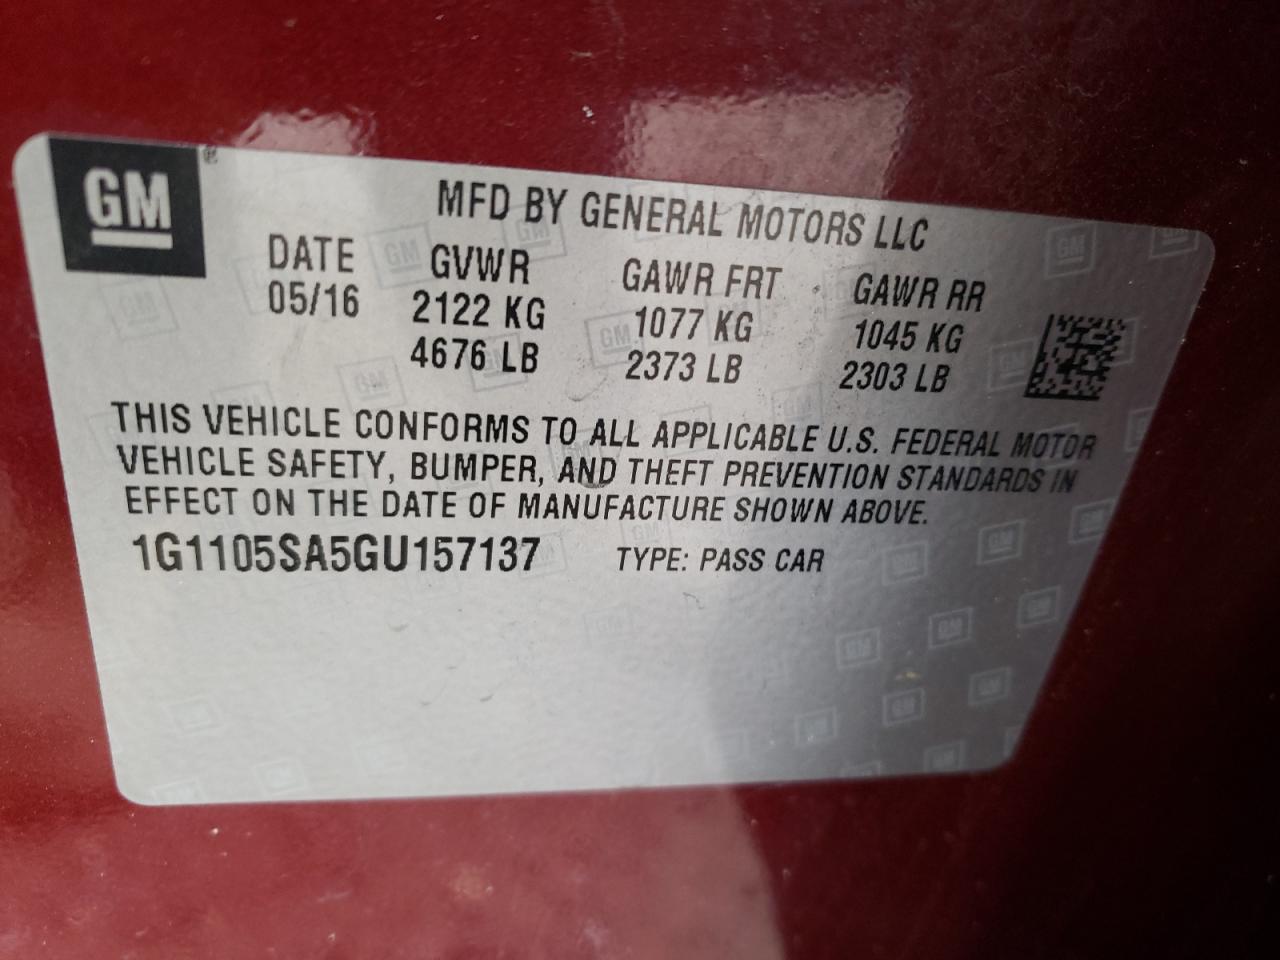 GM ®
MFD BY GENERAL MOTORS LLC
DATE GVWR GAWR FRT GAWR RR
05/16 2122 KG 1077 KG 1045 KG
4676 LB 2373 LB 2303 LB
THIS VEHICLE CONFORMS TO ALL APPLICABLE U.S. FEDERAL MOTOR
VEHICLE SAFETY, BUMPER, AND THEFT PREVENTION STANDARDS IN
EFFECT ON THE DATE OF MANUFACTURE SHOWN ABOVE.
1G1105SA5GU157137 TYPE: PASS CAR